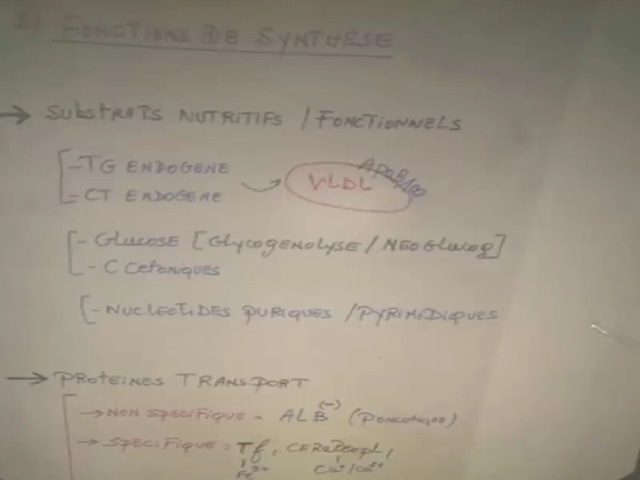 FONCTIONS DE SYNTHESE
→ SUBSTRATS NUTRITIFS / FONCTIONNELS
- TG ENDOGENE
- CT ENDOGENE
VLDL
APOB100
- GLUCOSE [GLYCOGENOLYSE / NEOGLUCOG]
- C CETONIQUES
- NUCLEOTIDES PURIQUES / PYRIMIDIQUES
→ PROTEINES TRANSPORT
→ NON SPECIFIQUE = ALB (-)
→ SPECIFIQUE : Tf,